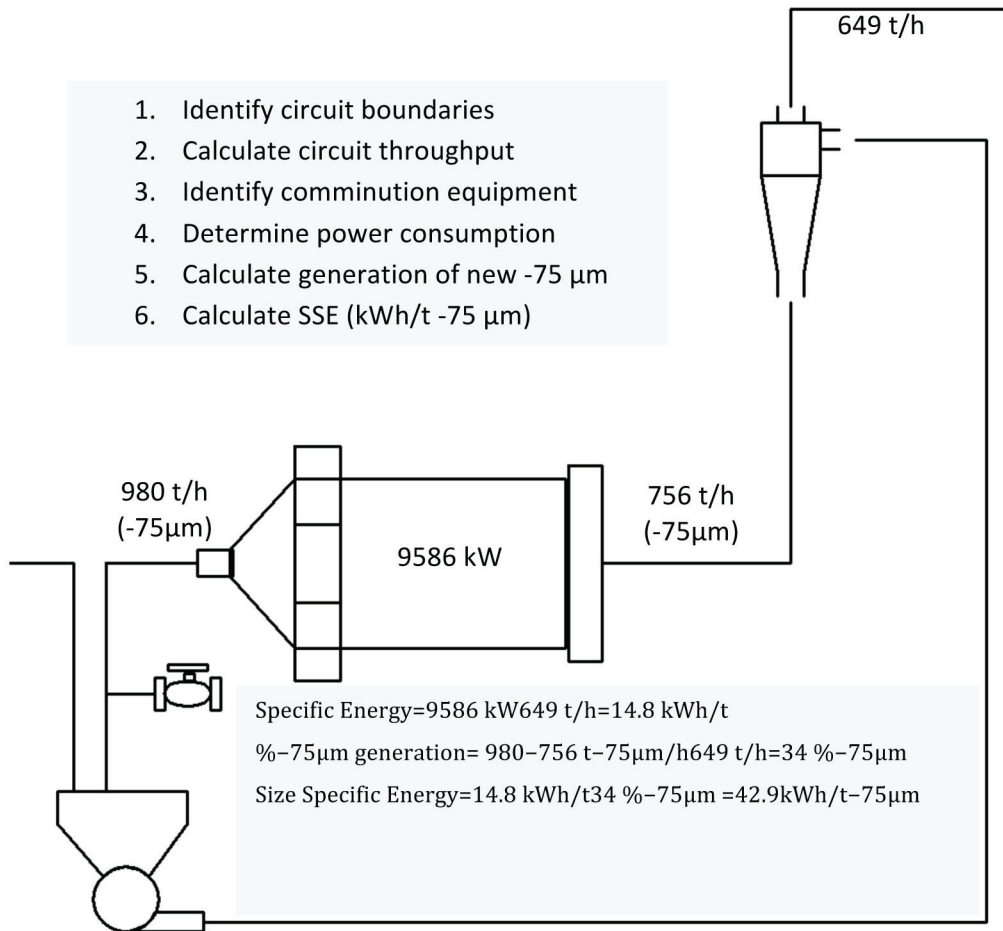 649 t/h
1. Identify circuit boundaries
2. Calculate circuit throughput
3. Identify comminution equipment
4. Determine power consumption
5. Calculate generation of new -75 μm
6. Calculate SSE (kWh/t -75 μm)
980 t/h
(-75μm)
9586 kW
756 t/h
(-75μm)
Specific Energy=9586 kW649 t/h=14.8 kWh/t
%−75μm generation= 980−756 t−75μm/h649 t/h=34 %−75μm
Size Specific Energy=14.8 kWh/t34 %−75μm =42.9kWh/t−75μm